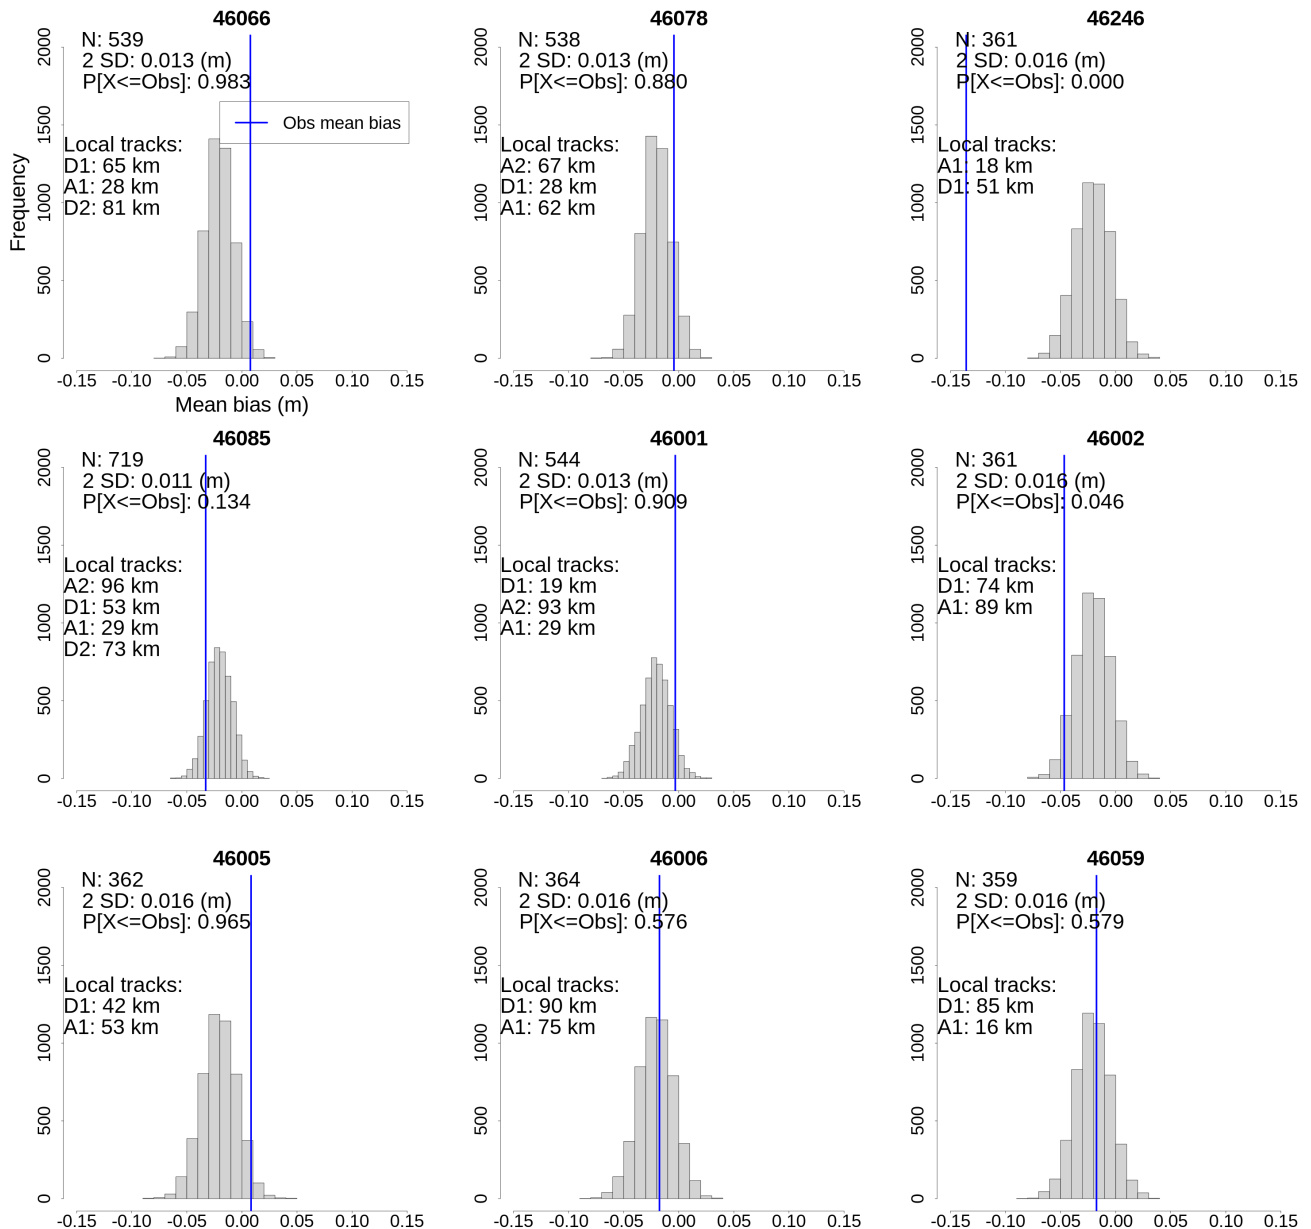 46066
N: 539
2 SD: 0.013 (m)
P[X<=Obs]: 0.983
Obs mean bias
Local tracks:
D1: 65 km
A1: 28 km
D2: 81 km
Frequency
0
500
1000
1500
2000
-0.15 -0.10 -0.05 0.00 0.05 0.10 0.15
Mean bias (m)
46078
N: 538
2 SD: 0.013 (m)
P[X<=Obs]: 0.880
Local tracks:
A2: 67 km
D1: 28 km
A1: 62 km
0
500
1000
1500
2000
-0.15 -0.10 -0.05 0.00 0.05 0.10 0.15
46246
N: 361
2 SD: 0.016 (m)
P[X<=Obs]: 0.000
Local tracks:
A1: 18 km
D1: 51 km
0
500
1000
1500
2000
-0.15 -0.10 -0.05 0.00 0.05 0.10 0.15
46085
N: 719
2 SD: 0.011 (m)
P[X<=Obs]: 0.134
Local tracks:
A2: 96 km
D1: 53 km
A1: 29 km
D2: 73 km
0
500
1000
1500
2000
-0.15 -0.10 -0.05 0.00 0.05 0.10 0.15
46001
N: 544
2 SD: 0.013 (m)
P[X<=Obs]: 0.909
Local tracks:
D1: 19 km
A2: 93 km
A1: 29 km
0
500
1000
1500
2000
-0.15 -0.10 -0.05 0.00 0.05 0.10 0.15
46002
N: 361
2 SD: 0.016 (m)
P[X<=Obs]: 0.046
Local tracks:
D1: 74 km
A1: 89 km
0
500
1000
1500
2000
-0.15 -0.10 -0.05 0.00 0.05 0.10 0.15
46005
N: 362
2 SD: 0.016 (m)
P[X<=Obs]: 0.965
Local tracks:
D1: 42 km
A1: 53 km
0
500
1000
1500
2000
-0.15 -0.10 -0.05 0.00 0.05 0.10 0.15
46006
N: 364
2 SD: 0.016 (m)
P[X<=Obs]: 0.576
Local tracks:
D1: 90 km
A1: 75 km
0
500
1000
1500
2000
-0.15 -0.10 -0.05 0.00 0.05 0.10 0.15
46059
N: 359
2 SD: 0.016 (m)
P[X<=Obs]: 0.579
Local tracks:
D1: 85 km
A1: 16 km
0
500
1000
1500
2000
-0.15 -0.10 -0.05 0.00 0.05 0.10 0.15